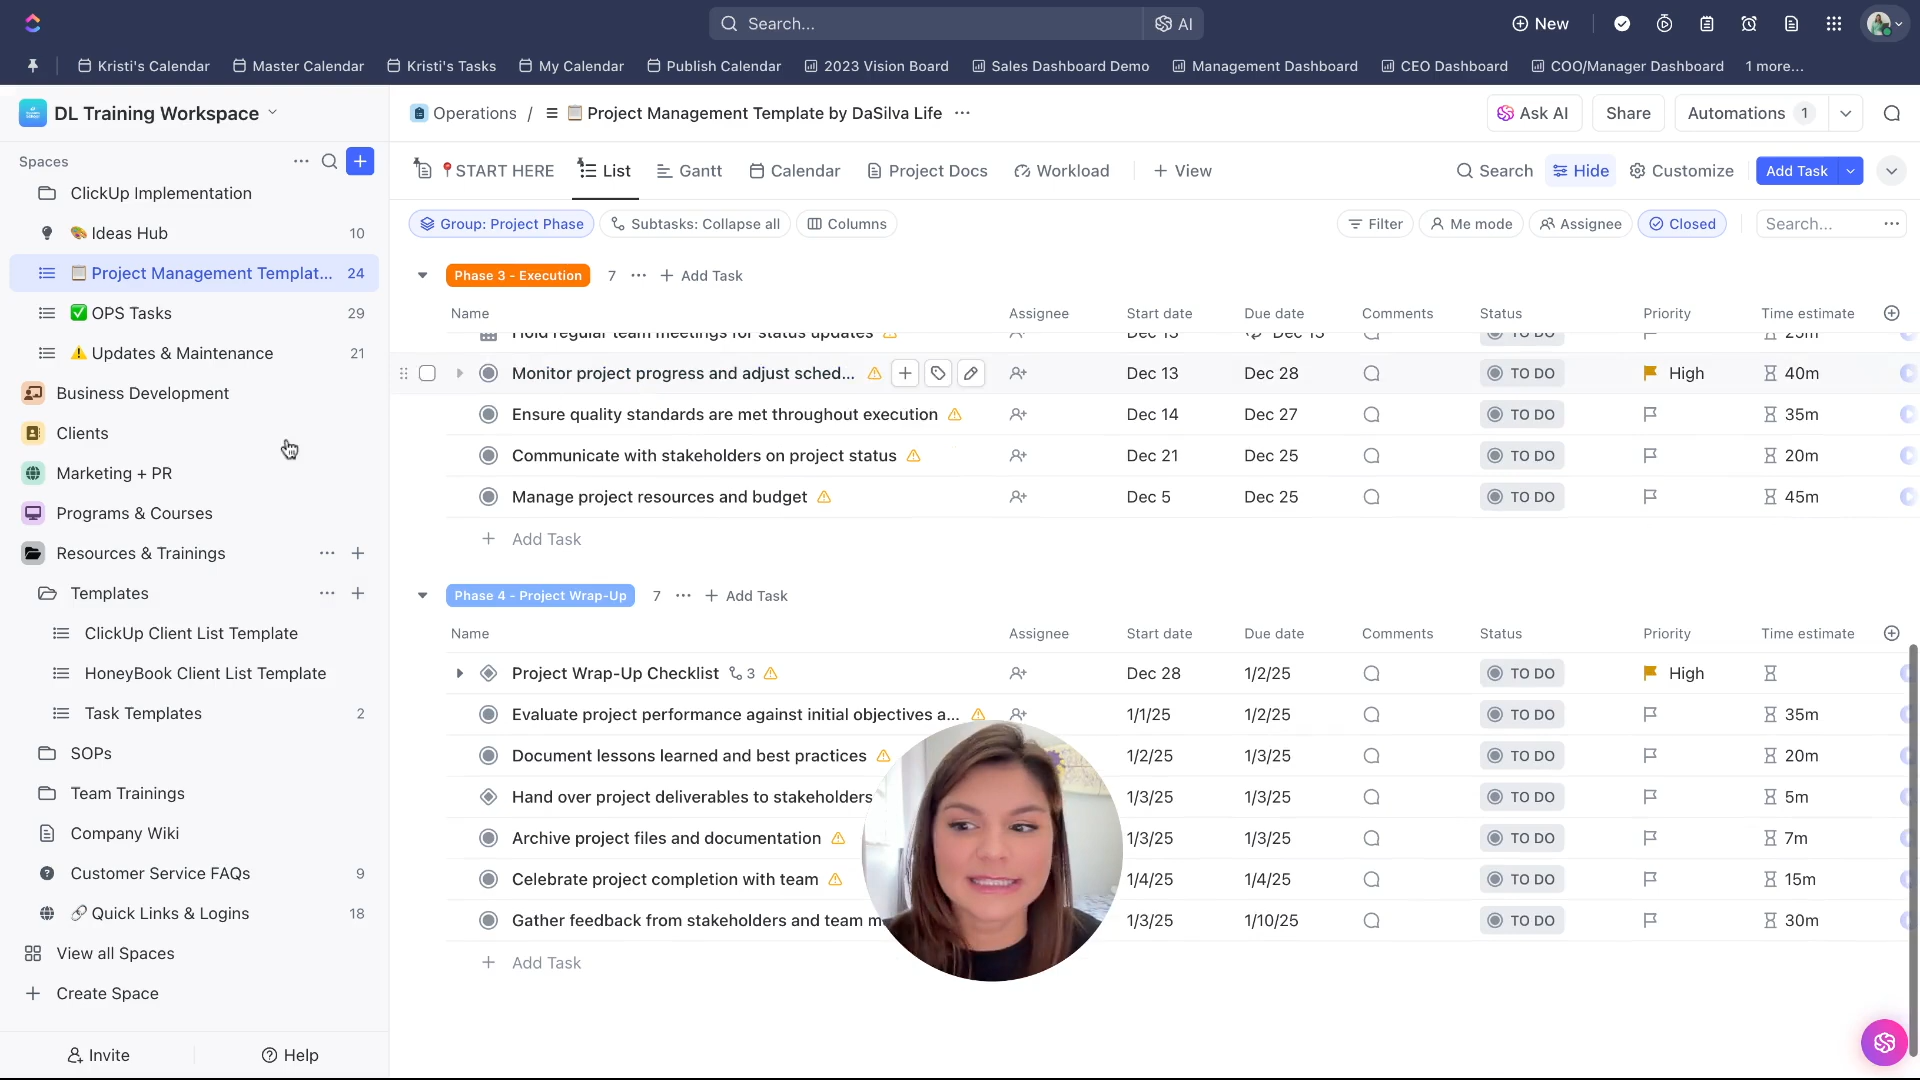 Search... AI New
Kristi's Calendar Master Calendar Kristi's Tasks My Calendar Publish Calendar 2023 Vision Board Sales Dashboard Demo Management Dashboard CEO Dashboard COO/Manager Dashboard 1 more...
DL Training Workspace
Operations / Project Management Template by DaSilva Life ...
Ask AI Share Automations 1
Spaces
START HERE List Gantt Calendar Project Docs Workload + View Search Hide Customize Add Task
ClickUp Implementation
Group: Project Phase Subtasks: Collapse all Columns Filter Me mode Assignee Closed Search...
Ideas Hub 10
Project Management Templat... 24
OPS Tasks 29
Updates & Maintenance 21
Business Development
Clients
Marketing + PR
Programs & Courses
Resources & Trainings
Templates
ClickUp Client List Template
HoneyBook Client List Template
Task Templates 2
SOPs
Team Trainings
Company Wiki
Customer Service FAQs 9
Quick Links & Logins 18
View all Spaces
Create Space
Invite Help
Phase 3 - Execution 7 ... + Add Task
Name Assignee Start date Due date Comments Status Priority Time estimate
Hold regular team meetings for status updates Dec 13 Dec 13 TO DO 25m
Monitor project progress and adjust sched... Dec 13 Dec 28 TO DO High 40m
Ensure quality standards are met throughout execution Dec 14 Dec 27 TO DO 35m
Communicate with stakeholders on project status Dec 21 Dec 25 TO DO 20m
Manage project resources and budget Dec 5 Dec 25 TO DO 45m
+ Add Task
Phase 4 - Project Wrap-Up 7 ... + Add Task
Name Assignee Start date Due date Comments Status Priority Time estimate
Project Wrap-Up Checklist 3 Dec 28 1/2/25 TO DO High
Evaluate project performance against initial objectives a... 1/1/25 1/2/25 TO DO 35m
Document lessons learned and best practices 1/2/25 1/3/25 TO DO 20m
Hand over project deliverables to stakeholders 1/3/25 1/3/25 TO DO 5m
Archive project files and documentation 1/3/25 1/3/25 TO DO 7m
Celebrate project completion with team 1/4/25 1/4/25 TO DO 15m
Gather feedback from stakeholders and team m 1/3/25 1/10/25 TO DO 30m
+ Add Task